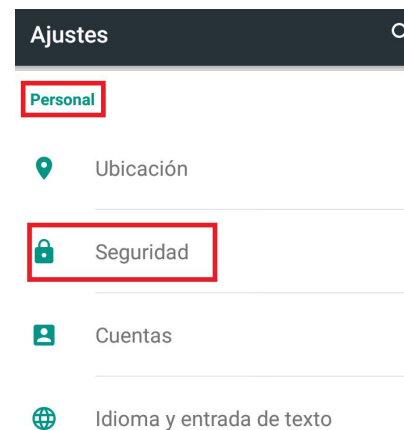 Ajustes
Personal
Ubicación
Seguridad
Cuentas
Idioma y entrada de texto